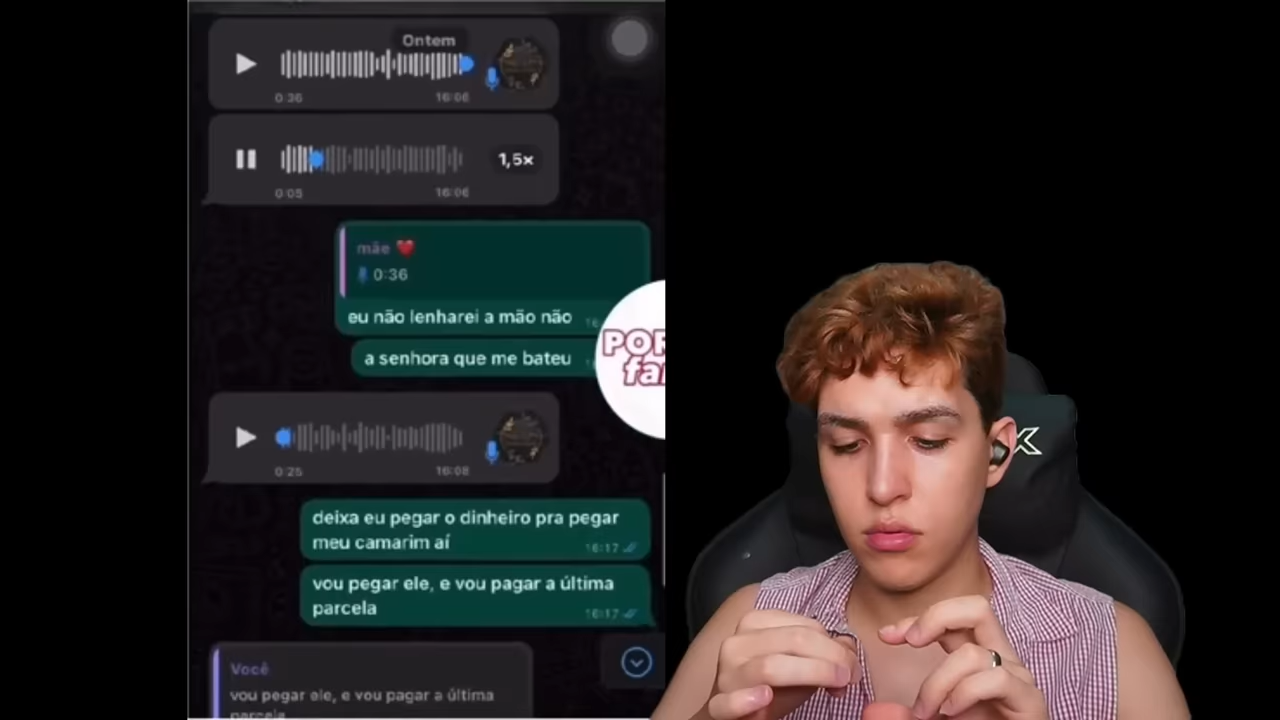 Ontem
0:36 16:06
1,5×
0:05 16:06
mãe ❤️
0:36
eu não lenharei a mão não
a senhora que me bateu
POR
fa
0:25 16:08
deixa eu pegar o dinheiro pra pegar
meu camarim aí
16:17
vou pegar ele, e vou pagar a última
parcela
16:17
Você
vou pegar ele, e vou pagar a última
parcela
X